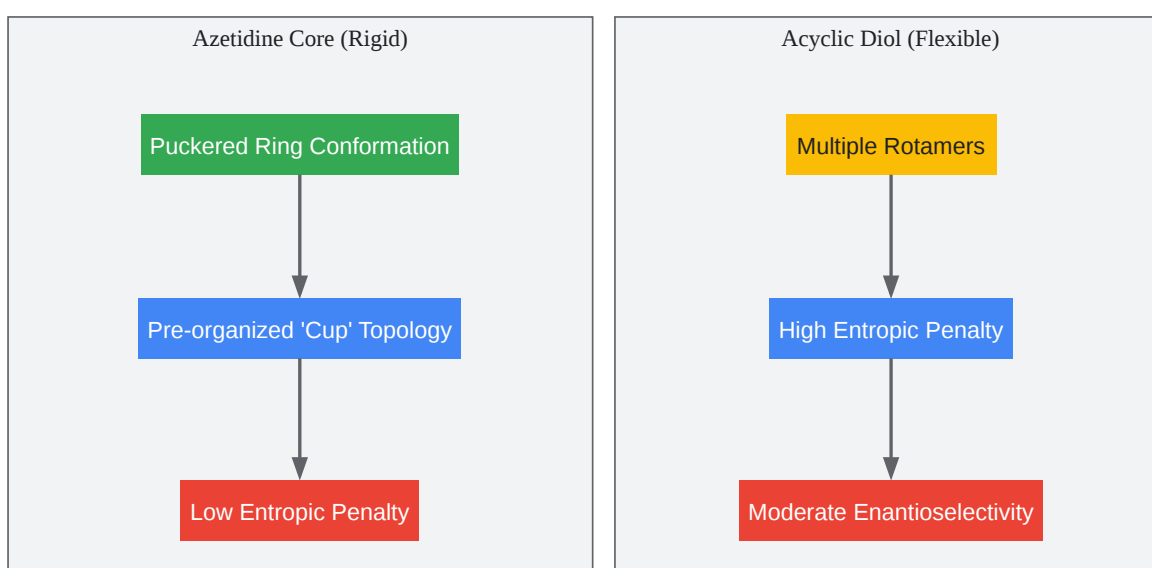 Azetidine Core (Rigid)
Puckered Ring Conformation
Pre-organized 'Cup' Topology
Low Entropic Penalty
Acyclic Diol (Flexible)
Multiple Rotamers
High Entropic Penalty
Moderate Enantioselectivity